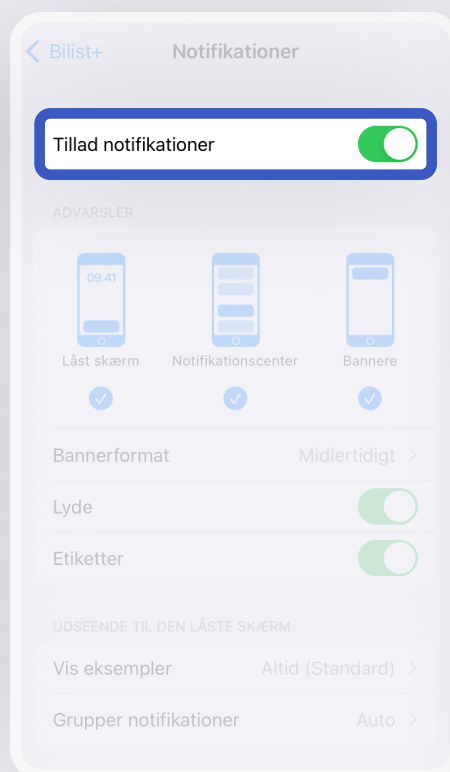 Bilist+ Notifikationer
Tillad notifikationer
ADVARSLER
09.41
Låst skærm Notifikationscenter Bannere
Bannerformat Midlertidigt
Lyde
Etiketter
UDSEENDE TIL DEN LÅSTE SKÆRM
Vis eksempler Altid (Standard)
Grupper notifikationer Auto